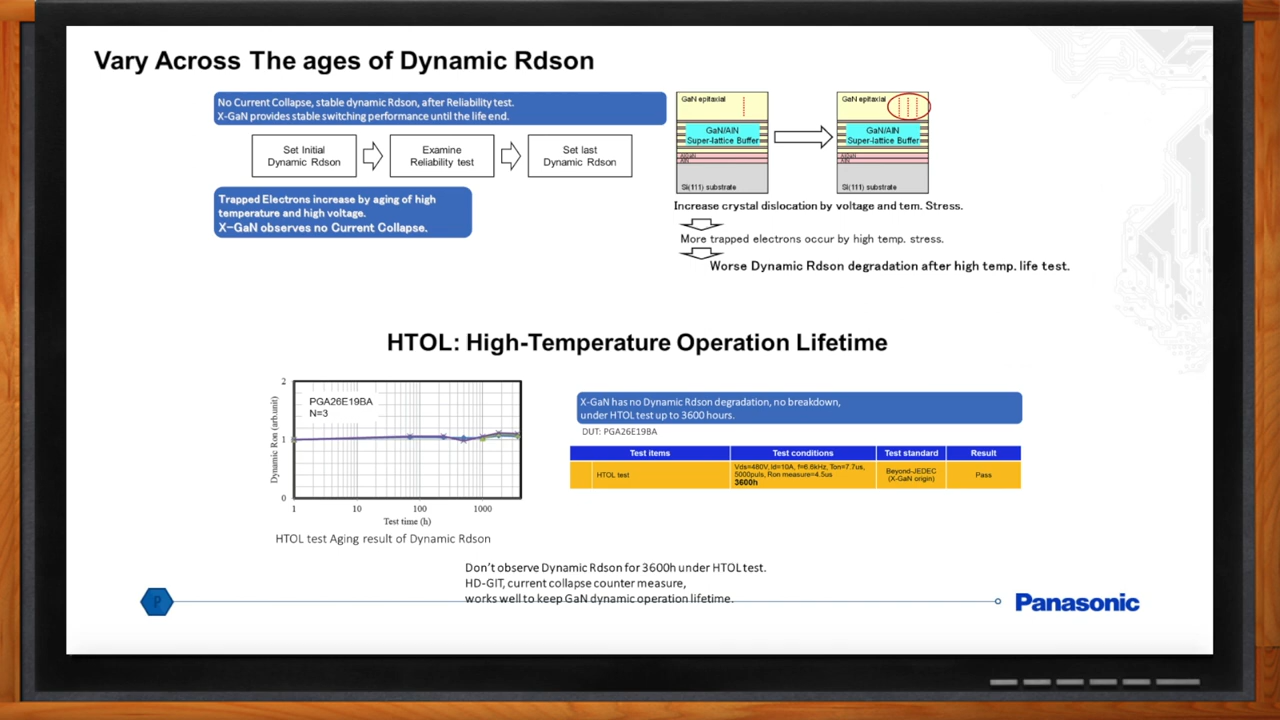 Vary Across The ages of Dynamic Rdson
No Current Collapse, stable dynamic Rdson, after Reliability test.
X-GaN provides stable switching performance until the life end.
Set Initial
Dynamic Rdson
Examine
Reliability test
Set last
Dynamic Rdson
Trapped Electrons increase by aging of high
temperature and high voltage.
X-GaN observes no Current Collapse.
GaN epitaxial
GaN/AlN
Super-lattice Buffer
AlGaN
AlN
Si(111) substrate
GaN epitaxial
GaN/AlN
Super-lattice Buffer
AlGaN
AlN
Si(111) substrate
Increase crystal dislocation by voltage and tem. Stress.
More trapped electrons occur by high temp. stress.
Worse Dynamic Rdson degradation after high temp. life test.
HTOL: High-Temperature Operation Lifetime
Dynamic Ron (arb.unit)
2
1
0
PGA26E19BA
N=3
1 10 100 1000
Test time (h)
HTOL test Aging result of Dynamic Rdson
X-GaN has no Dynamic Rdson degradation, no breakdown,
under HTOL test up to 3600 hours.
DUT: PGA26E19BA
Test items Test conditions Test standard Result
HTOL test
Vds=480V, Id=10A, f=6.6kHz, Ton=7.7us,
5000puls, Ron measure=4.5us
3600h
Beyond-JEDEC
(X-GaN origin)
Pass
Don't observe Dynamic Rdson for 3600h under HTOL test.
HD-GIT, current collapse counter measure,
works well to keep GaN dynamic operation lifetime.
P
Panasonic